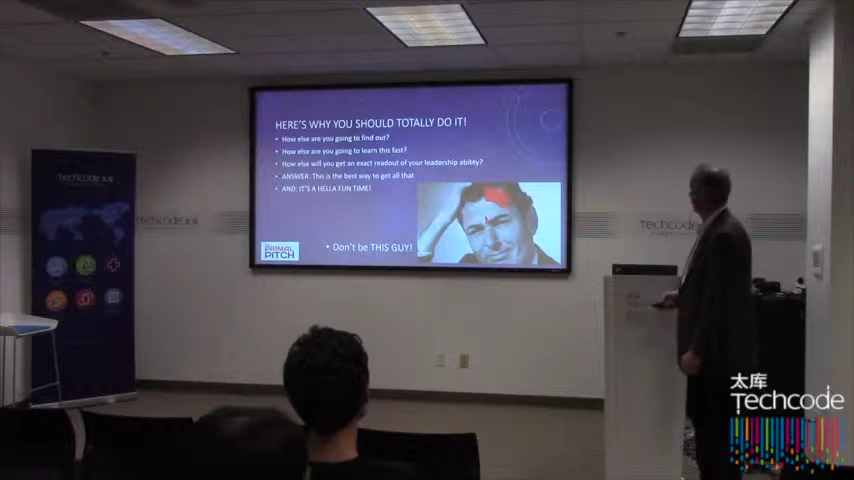 HERE'S WHY YOU SHOULD TOTALLY DO IT!
• How else are you going to find out?
• How else are you going to learn this fast?
• How else will you get an exact readout of your leadership ability?
• ANSWER: This is the best way to get all that
• AND: IT'S A HELLA FUN TIME!
• Don't be THIS GUY!
PRIMAL
PITCH
Techcode
Techcode
Techcode
太库
Techcode